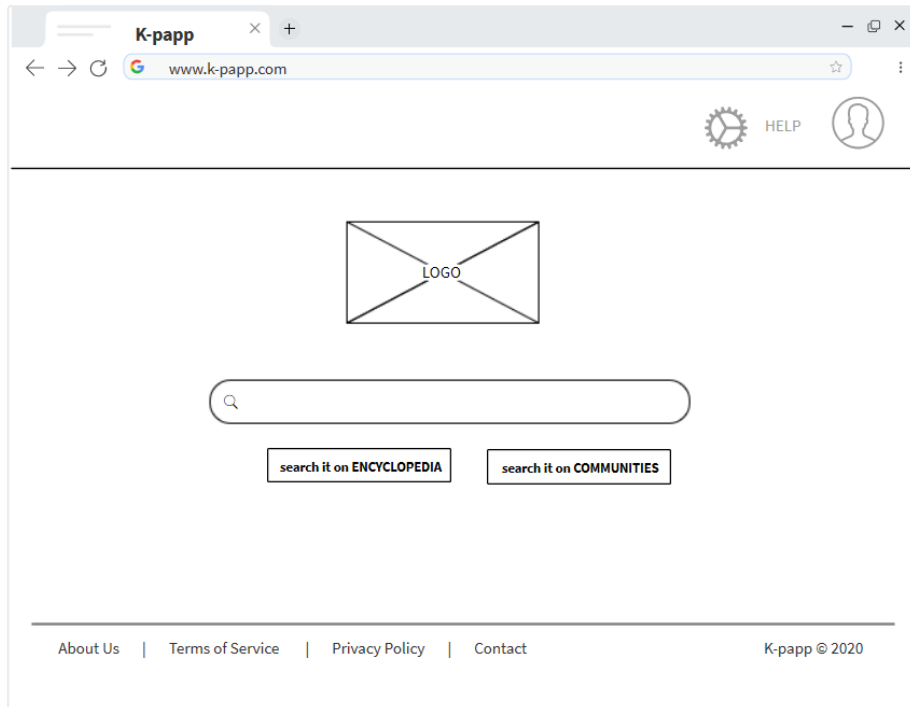 K-papp
www.k-papp.com
HELP
LOGO
search it on ENCYCLOPEDIA
search it on COMMUNITIES
About Us | Terms of Service | Privacy Policy | Contact
K-papp © 2020